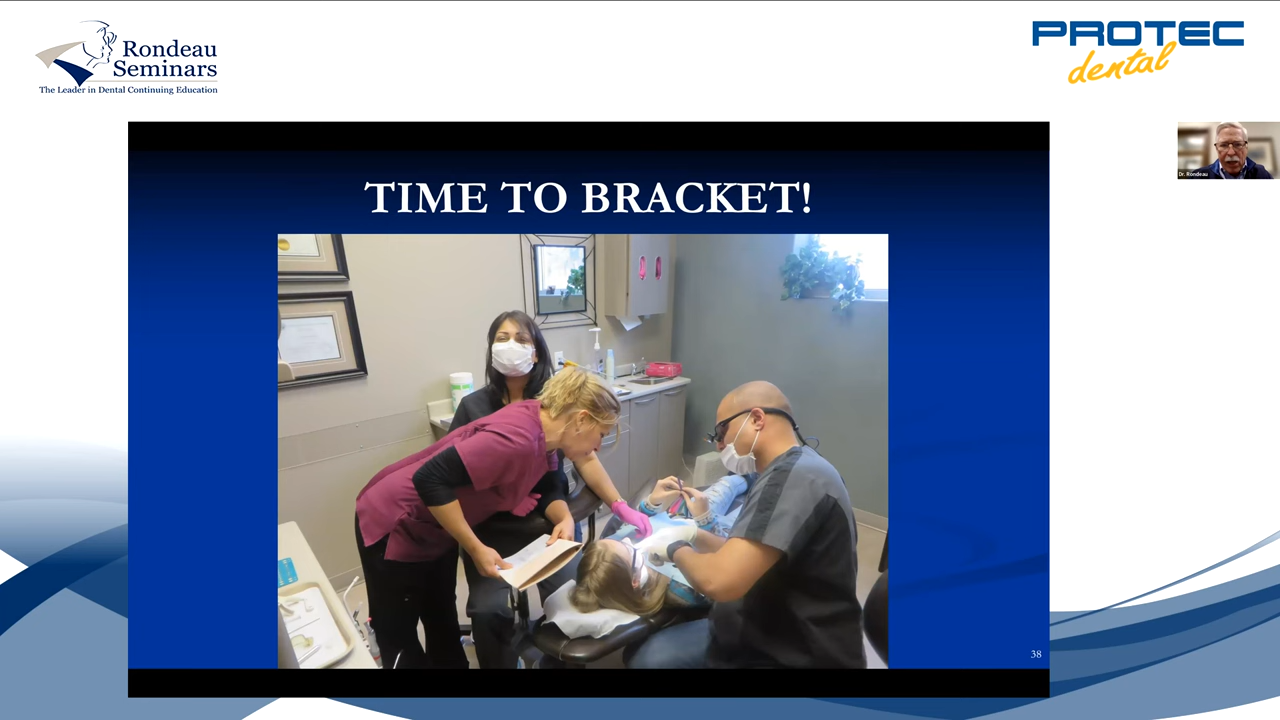 Rondeau
Seminars
The Leader in Dental Continuing Education
PROTEC
dental
Dr. Rondeau
TIME TO BRACKET!
38